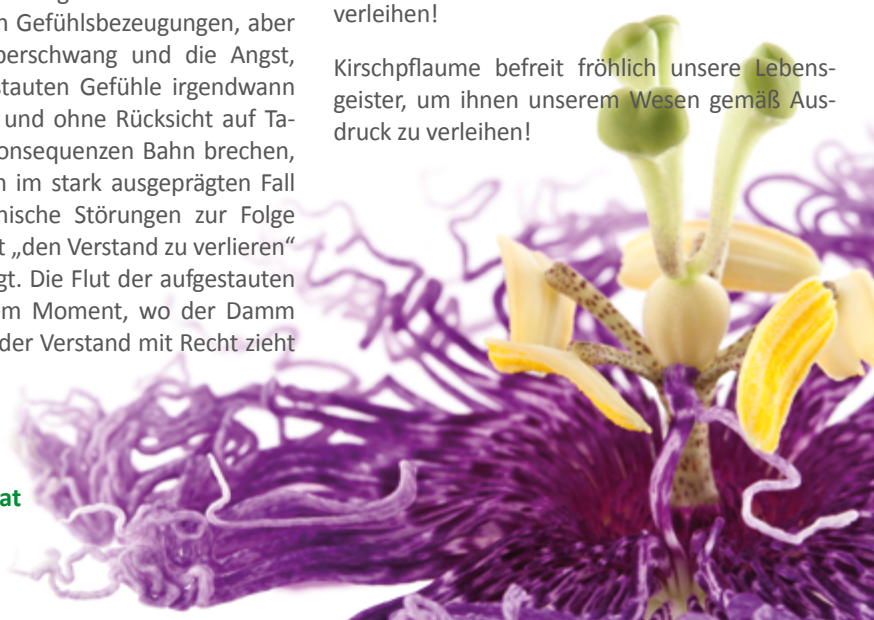 n Gefühlsbezeugungen, aber
berschwang und die Angst,
stauten Gefühle irgendwann
und ohne Rücksicht auf Ta-
onsequenzen Bahn brechen,
n im stark ausgeprägten Fall
nische Störungen zur Folge
t „den Verstand zu verlieren“
gt. Die Flut der aufgestauten
m Moment, wo der Damm
der Verstand mit Recht zieht
at
verleihen!
Kirschpflaume befreit fröhlich unsere Lebens-
geister, um ihnen unserem Wesen gemäß Aus-
druck zu verleihen!